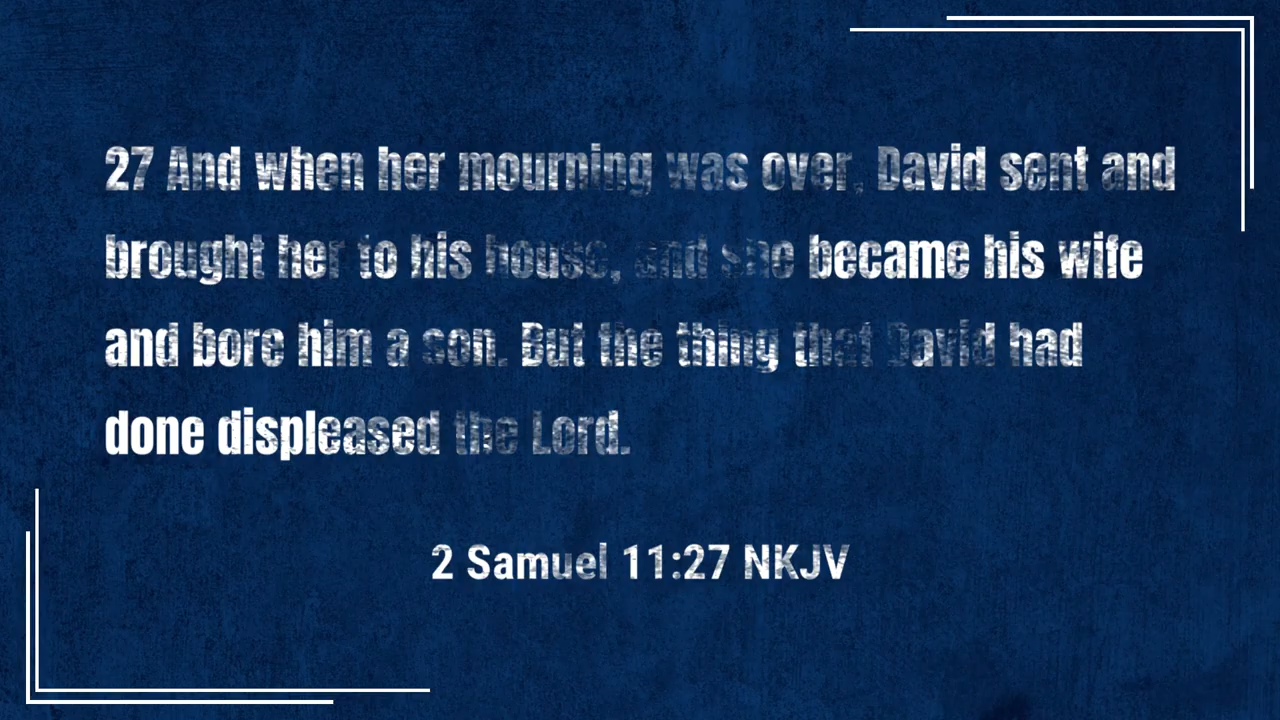 27 And when her mourning was over, David sent and
brought her to his house, and she became his wife
and bore him a son. But the thing that David had
done displeased the Lord.
2 Samuel 11:27 NKJV